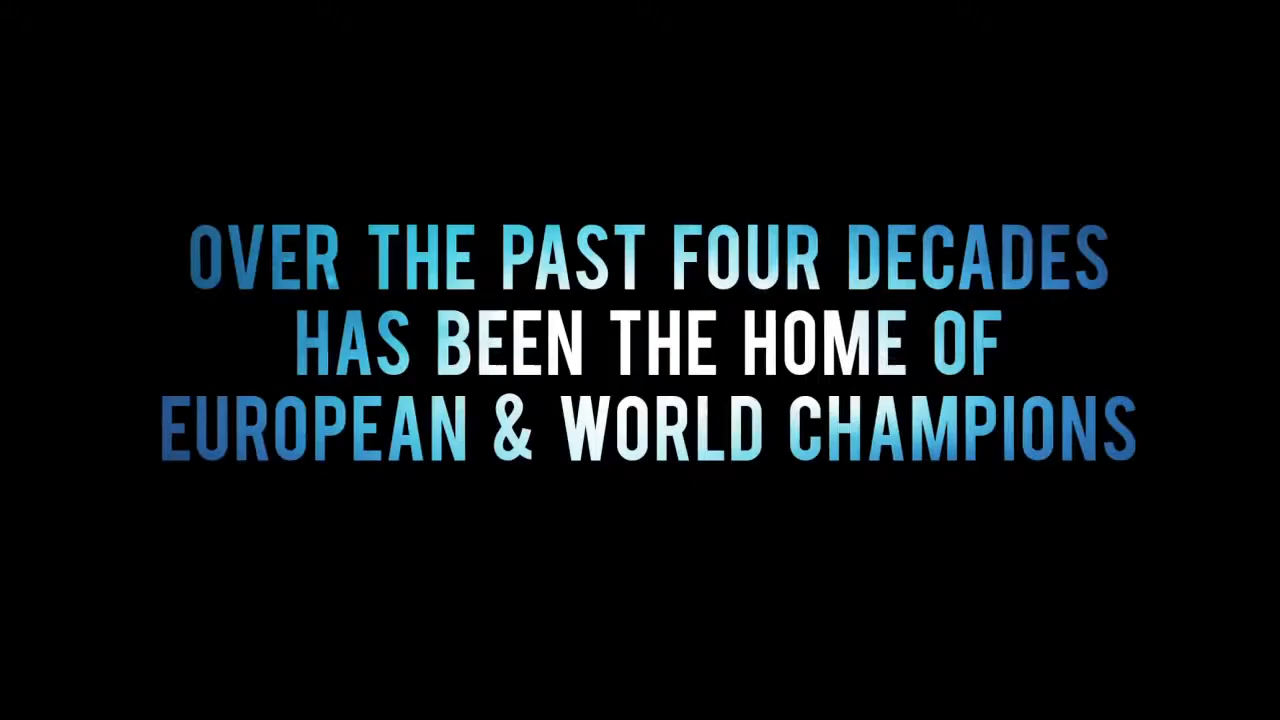 OVER THE PAST FOUR DECADES
HAS BEEN THE HOME OF
EUROPEAN & WORLD CHAMPIONS